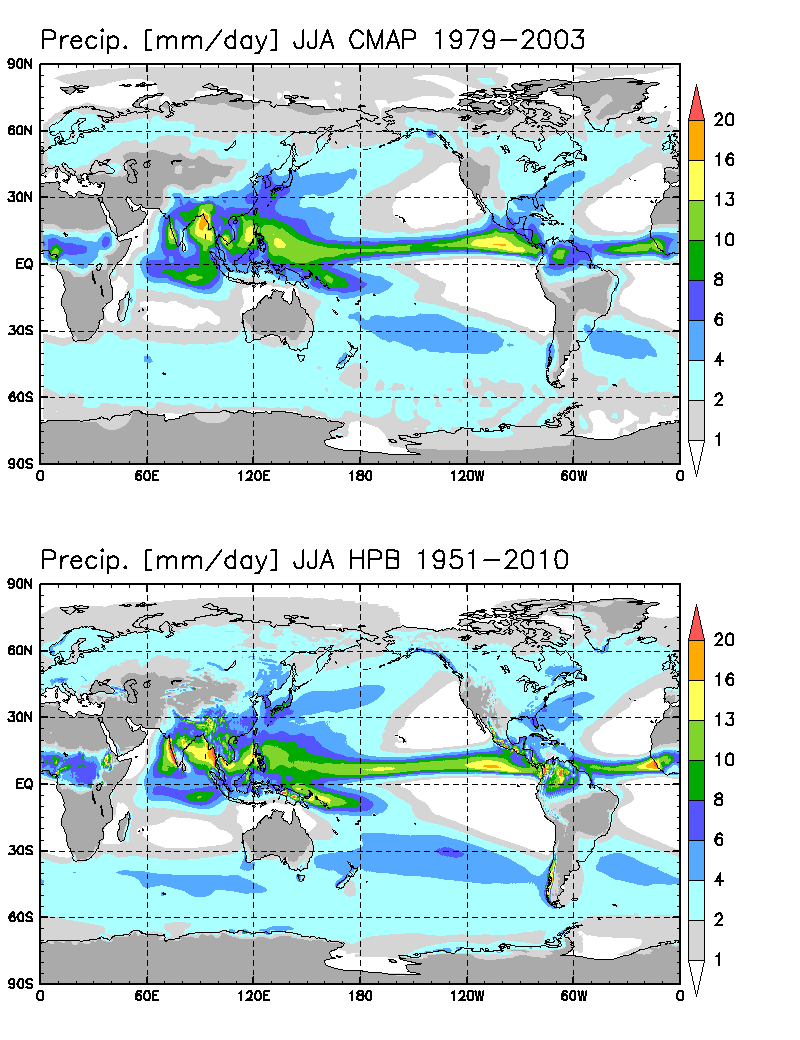 Precip. [mm/day] JJA CMAP 1979−2003
90N
60N
30N
EQ
30S
60S
90S
0 60E 120E 180 120W 60W 0
20
16
13
10
8
6
4
2
1
Precip. [mm/day] JJA HPB 1951−2010
90N
60N
30N
EQ
30S
60S
90S
0 60E 120E 180 120W 60W 0
20
16
13
10
8
6
4
2
1